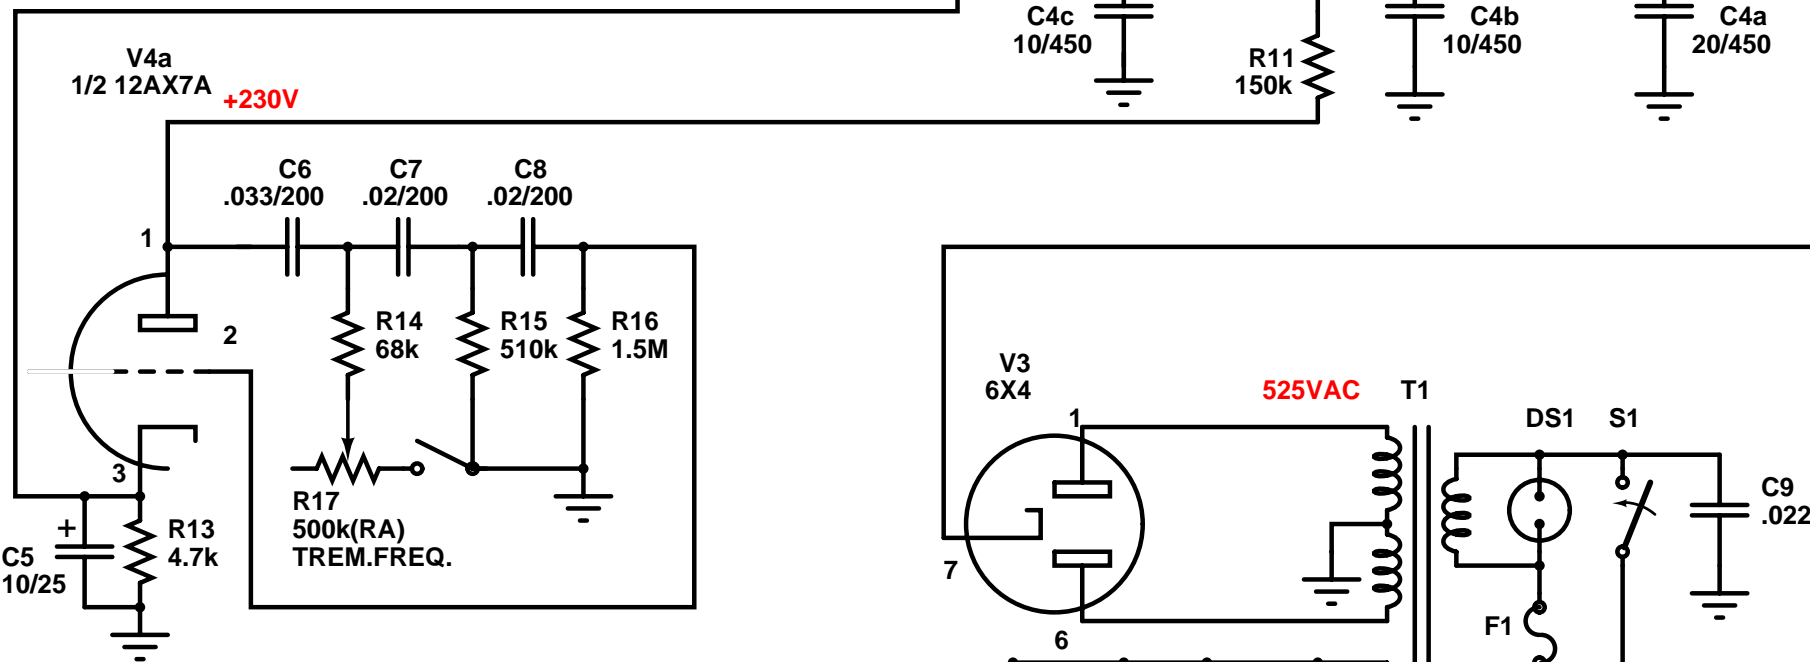 C4c
10/450
C4b
10/450
C4a
20/450
V4a
1/2 12AX7A
+230V
R11
150k
C6
.033/200
C7
.02/200
C8
.02/200
1
2
3
R14
68k
R15
510k
R16
1.5M
R17
500k(RA)
TREM.FREQ.
+
C5
10/25
R13
4.7k
V3
6X4
1
7
6
525VAC
T1
DS1
S1
C9
.022
F1